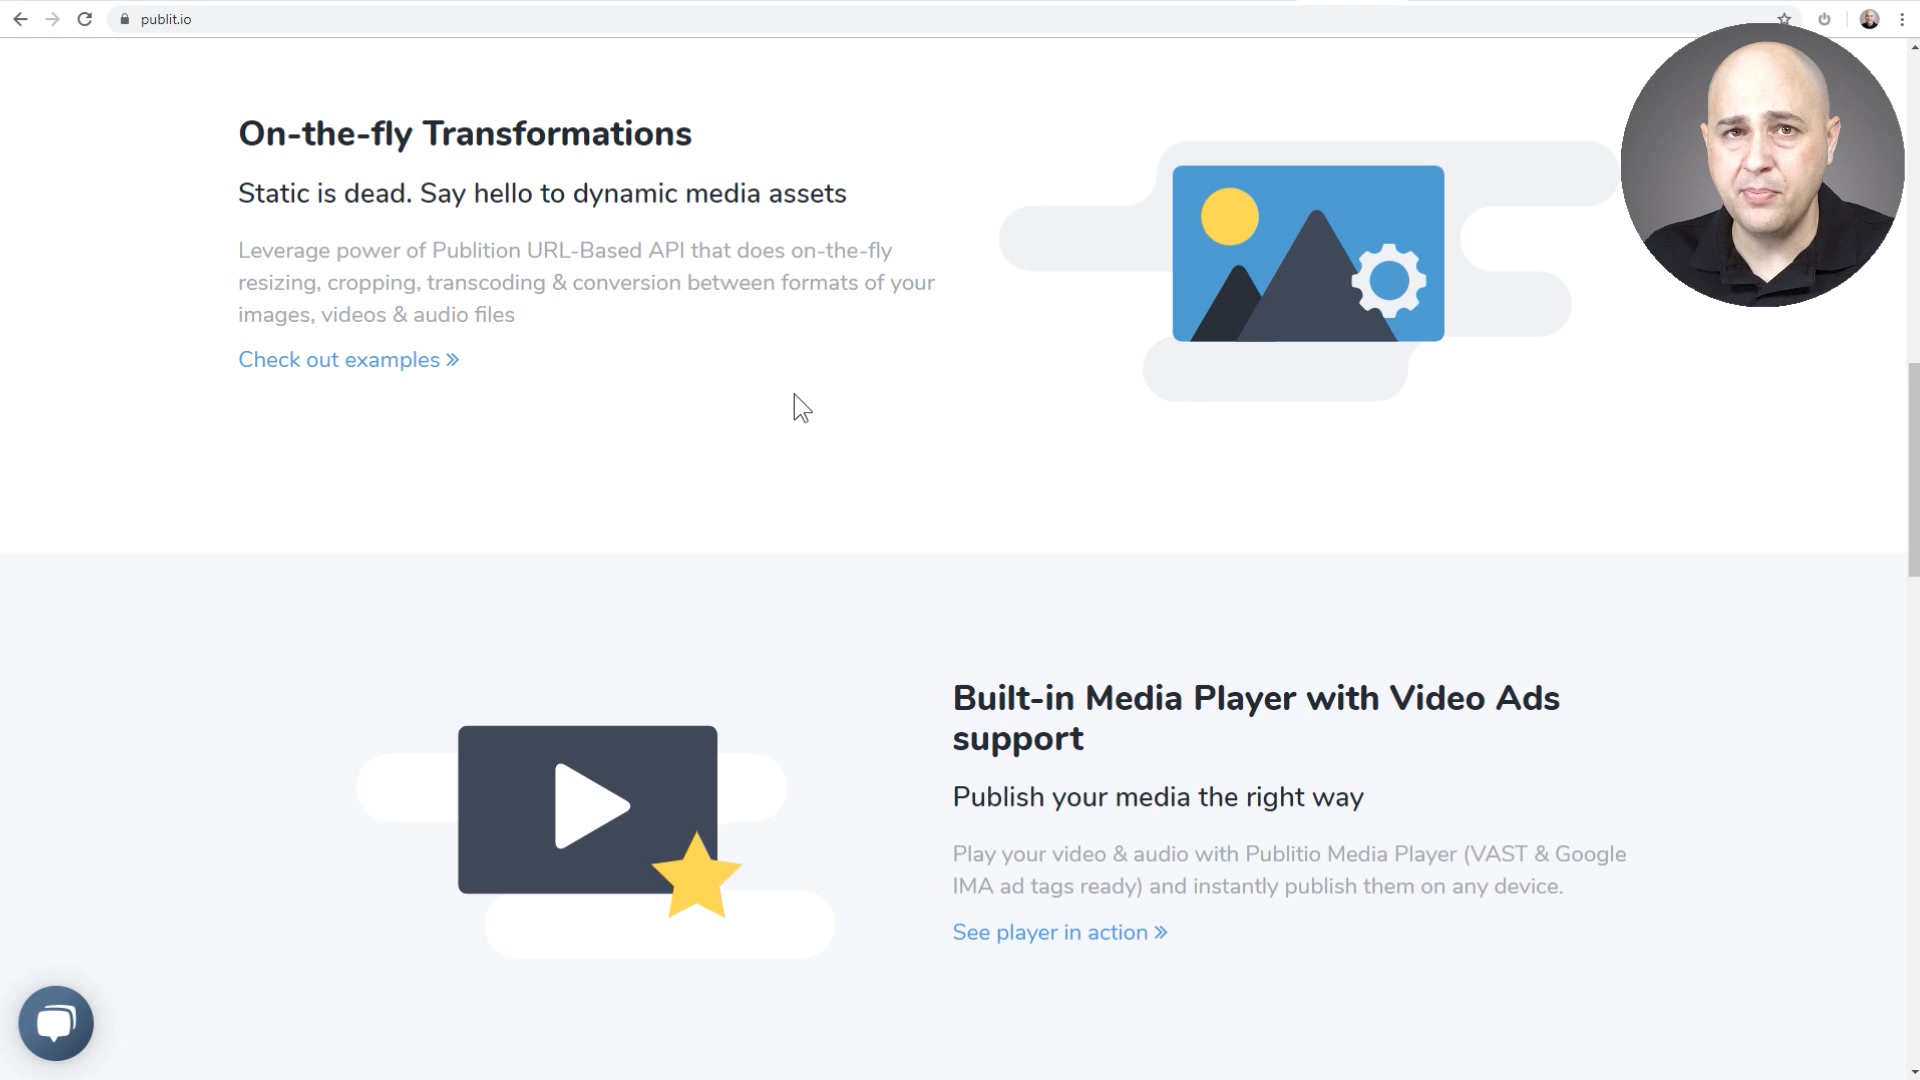 publit.io
On-the-fly Transformations
Static is dead. Say hello to dynamic media assets
Leverage power of Publition URL-Based API that does on-the-fly
resizing, cropping, transcoding & conversion between formats of your
images, videos & audio files
Check out examples »
Built-in Media Player with Video Ads
support
Publish your media the right way
Play your video & audio with Publitio Media Player (VAST & Google
IMA ad tags ready) and instantly publish them on any device.
See player in action »